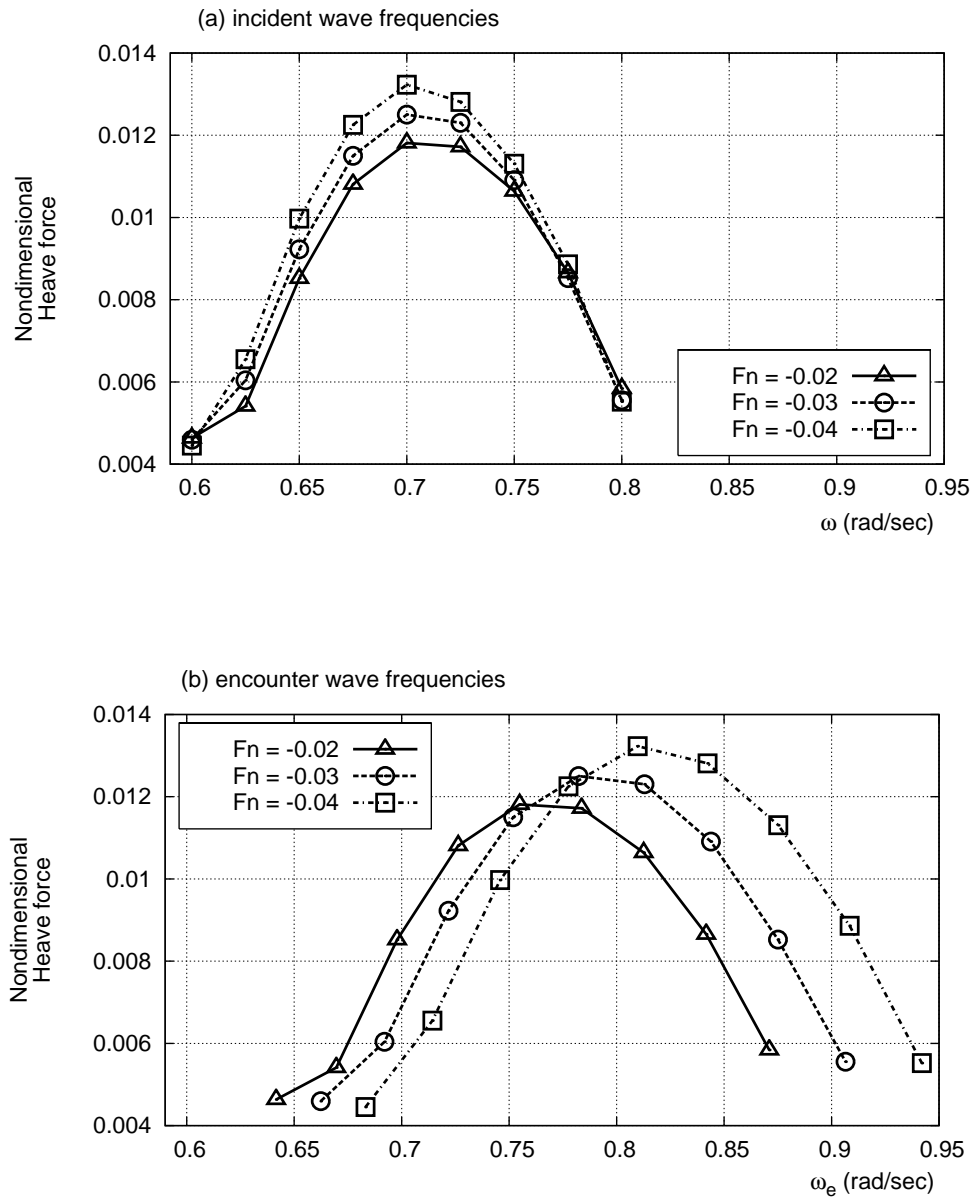 (a) incident wave frequencies
0.014
0.012
0.01
0.008
0.006
0.004
Nondimensional
Heave force
Fn = -0.02
Fn = -0.03
Fn = -0.04
0.6 0.65 0.7 0.75 0.8 0.85 0.9 0.95
ω (rad/sec)
(b) encounter wave frequencies
0.014
0.012
0.01
0.008
0.006
0.004
Nondimensional
Heave force
Fn = -0.02
Fn = -0.03
Fn = -0.04
0.6 0.65 0.7 0.75 0.8 0.85 0.9 0.95
ωe (rad/sec)